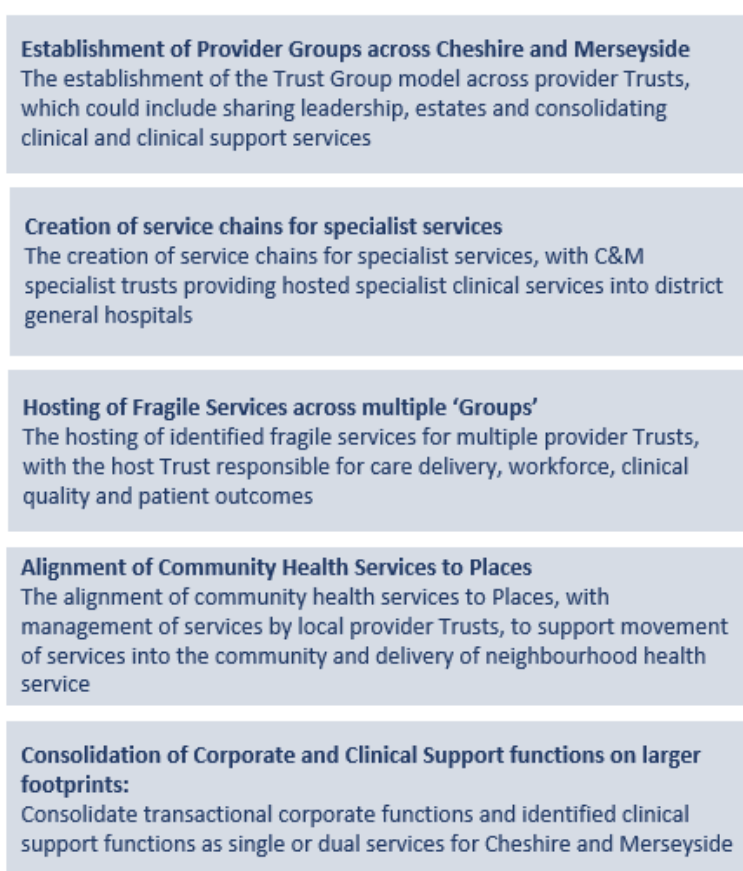 Establishment of Provider Groups across Cheshire and Merseyside
The establishment of the Trust Group model across provider Trusts,
which could include sharing leadership, estates and consolidating
clinical and clinical support services
Creation of service chains for specialist services
The creation of service chains for specialist services, with C&M
specialist trusts providing hosted specialist clinical services into district
general hospitals
Hosting of Fragile Services across multiple ‘Groups’
The hosting of identified fragile services for multiple provider Trusts,
with the host Trust responsible for care delivery, workforce, clinical
quality and patient outcomes
Alignment of Community Health Services to Places
The alignment of community health services to Places, with
management of services by local provider Trusts, to support movement
of services into the community and delivery of neighbourhood health
service
Consolidation of Corporate and Clinical Support functions on larger
footprints:
Consolidate transactional corporate functions and identified clinical
support functions as single or dual services for Cheshire and Merseyside